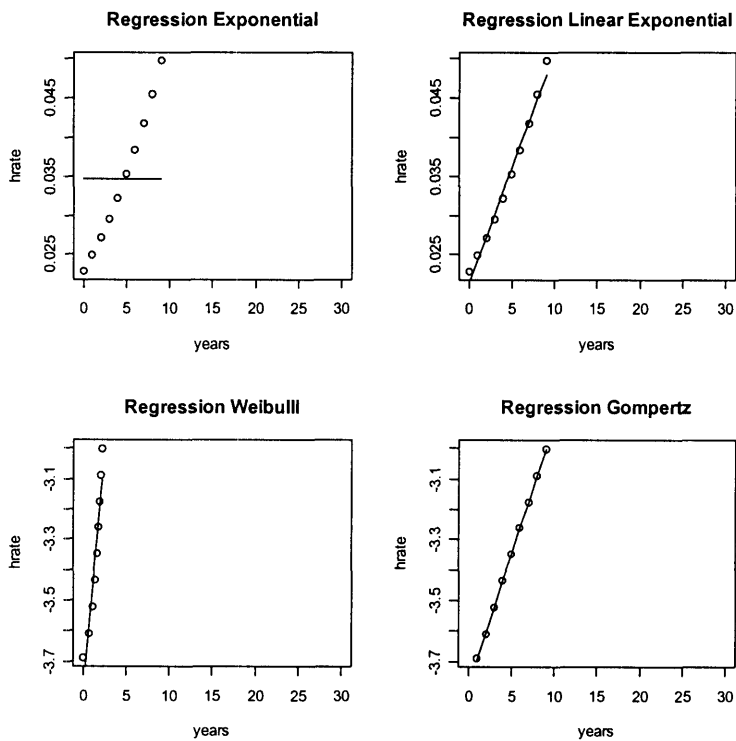 Regression Exponential
hrate
0.045
0.035
0.025
0 5 10 15 20 25 30
years
Regression Linear Exponential
hrate
0.045
0.035
0.025
0 5 10 15 20 25 30
years
Regression Weibulll
hrate
-3.1
-3.3
-3.5
-3.7
0 5 10 15 20 25 30
years
Regression Gompertz
hrate
-3.1
-3.3
-3.5
-3.7
0 5 10 15 20 25 30
years